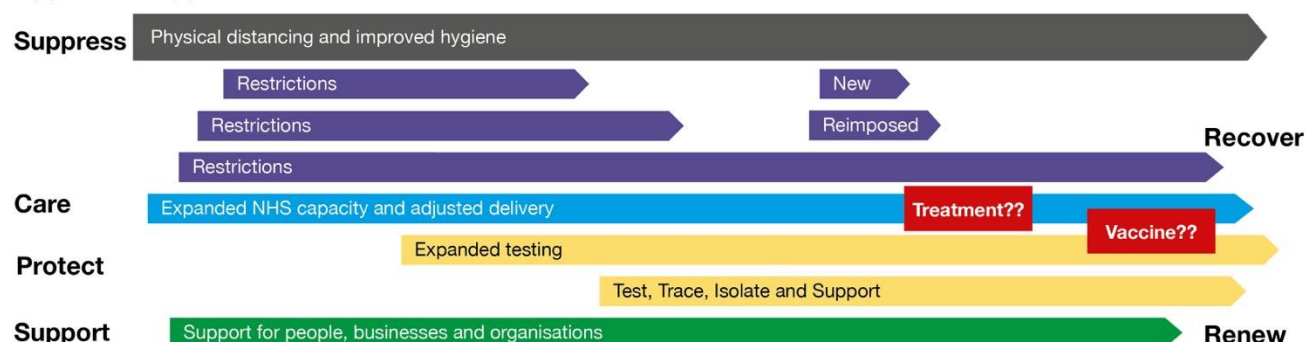 Suppress
Physical distancing and improved hygiene
Restrictions
New
Restrictions
Reimposed
Recover
Restrictions
Care
Expanded NHS capacity and adjusted delivery
Treatment??
Vaccine??
Protect
Expanded testing
Test, Trace, Isolate and Support
Support
Support for people, businesses and organisations
Renew